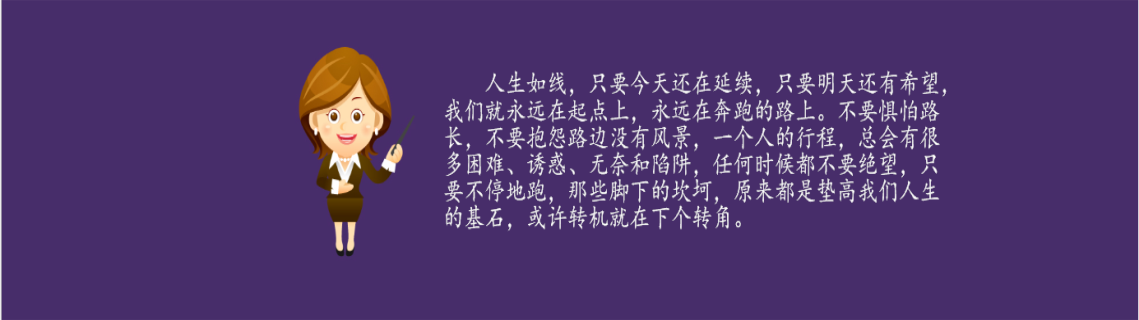 人生如线，只要今天还在延续，只要明天还有希望，
我们就永远在起点上，永远在奔跑的路上。不要惧怕路
长，不要抱怨路边没有风景，一个人的行程，总会有很
多困难、诱惑、无奈和陷阱，任何时候都不要绝望，只
要不停地跑，那些脚下的坎坷，原来都是垫高我们人生
的基石，或许转机就在下个转角。